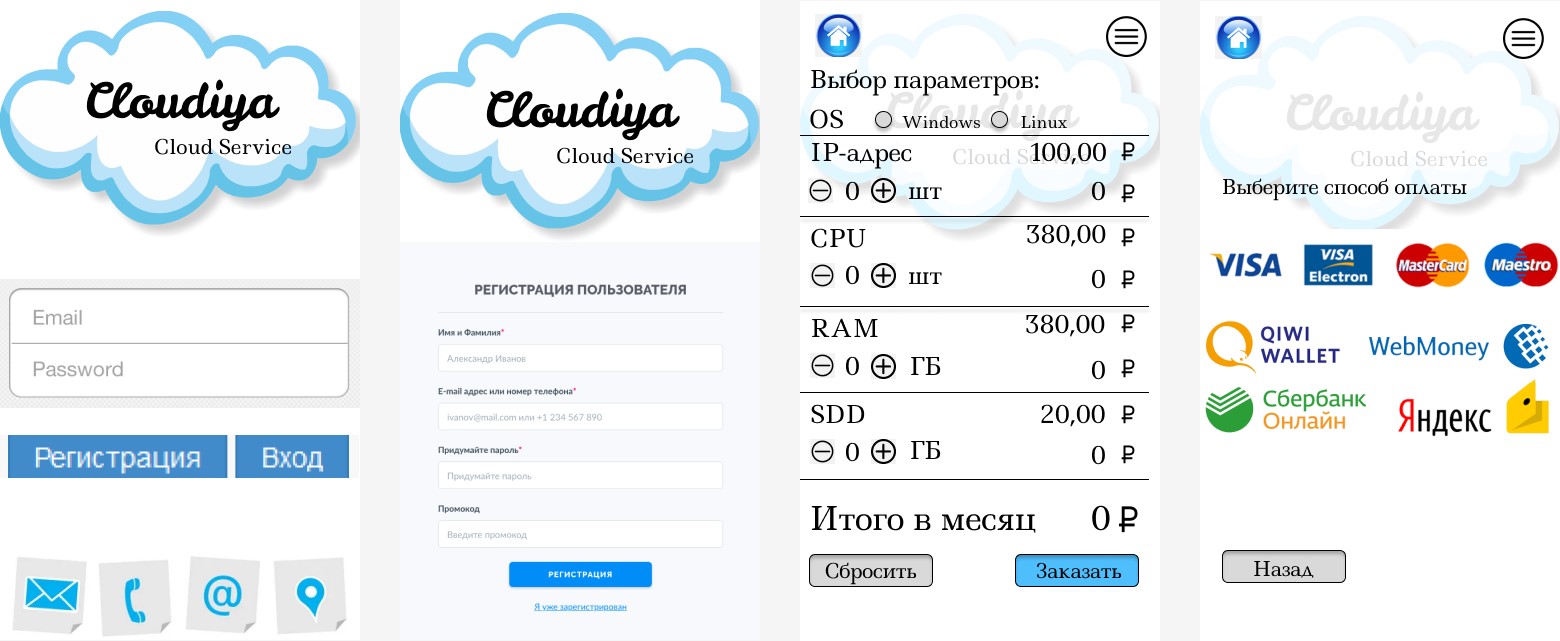 Cloudiya
Cloud Service
Email
Password
Регистрация
Вход
@
Cloudiya
Cloud Service
РЕГИСТРАЦИЯ ПОЛЬЗОВАТЕЛЯ
Имя и Фамилия*
Александр Иванов
E-mail адрес или номер телефона*
ivanov@mail.com или +1 234 567 890
Придумайте пароль*
Придумайте пароль
Промокод
Введите промокод
РЕГИСТРАЦИЯ
Я уже зарегистрирован
Cloudiya
Cloud Service
Выбор параметров:
OS Windows Linux
IP-адрес 100,00 ₽
0 шт 0 ₽
CPU 380,00 ₽
0 шт 0 ₽
RAM 380,00 ₽
0 ГБ 0 ₽
SDD 20,00 ₽
0 ГБ 0 ₽
Итого в месяц 0 ₽
Сбросить Заказать
Cloudiya
Cloud Service
Выберите способ оплаты
VISA VISA Electron MasterCard Maestro
QIWI WALLET WebMoney
Сбербанк Онлайн Яндекс
Назад